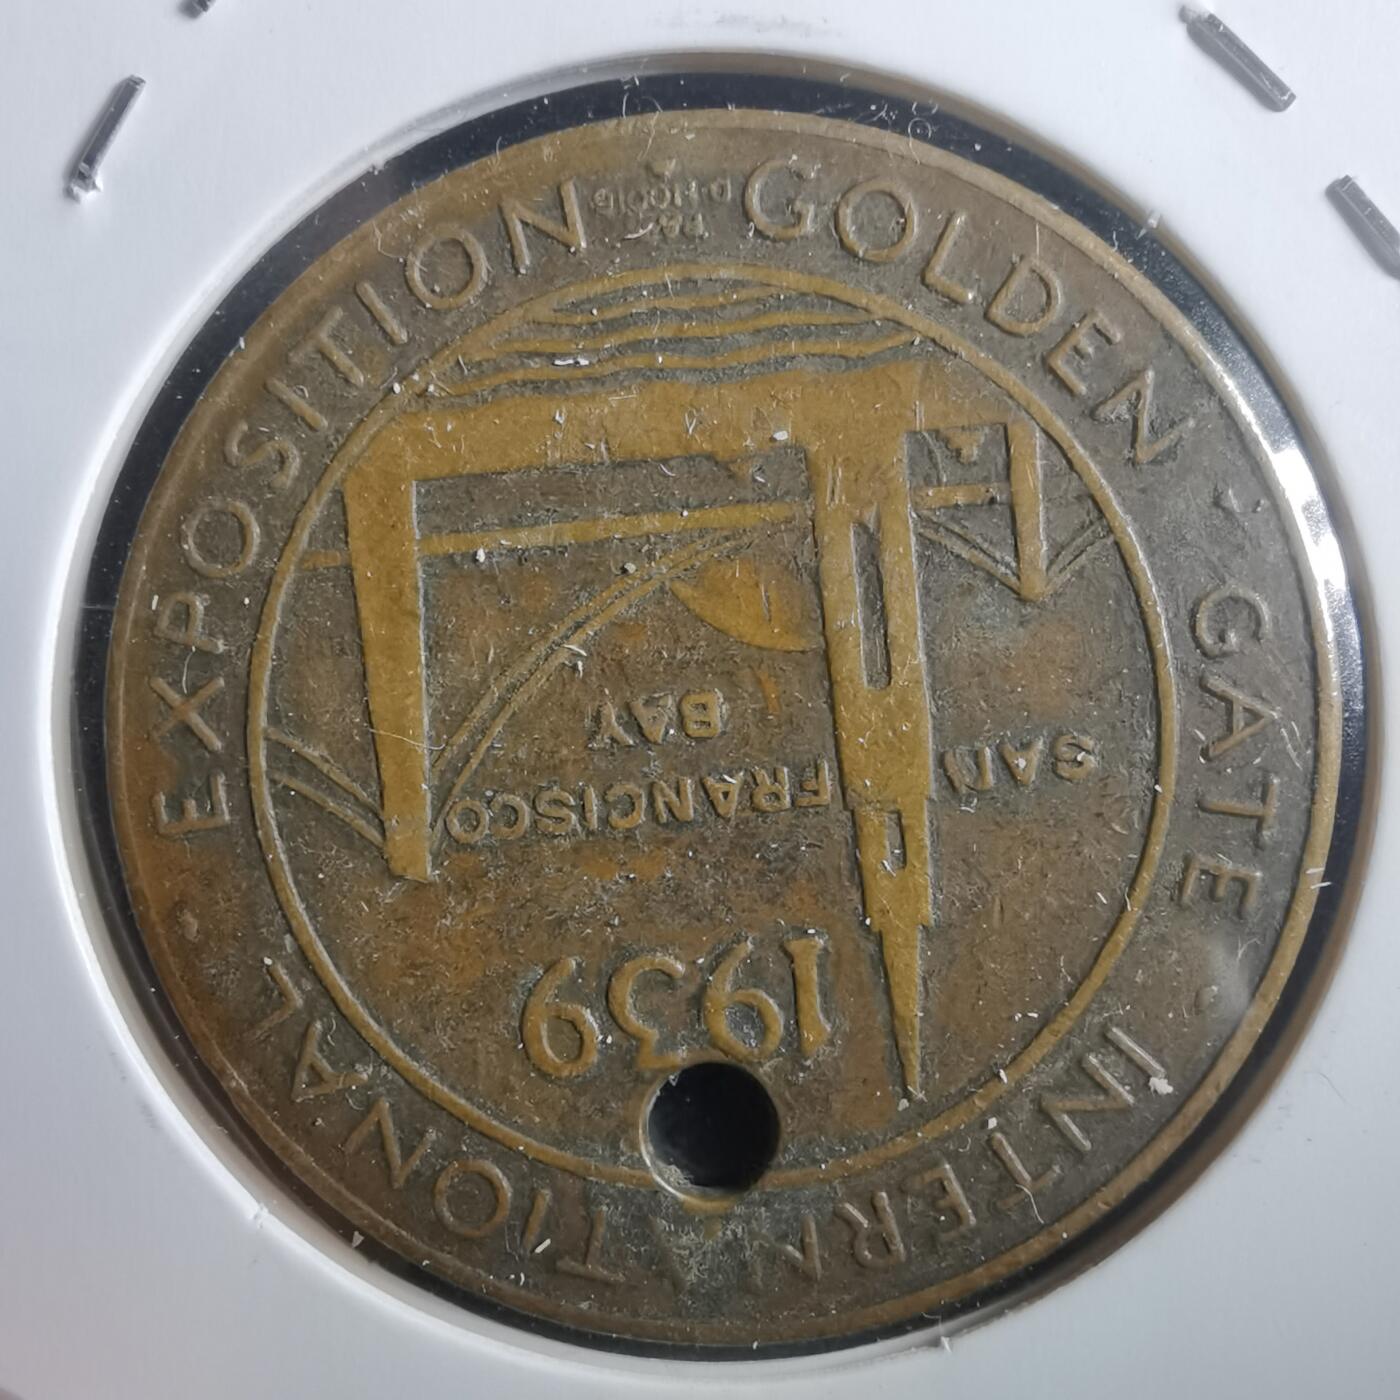 GOLDEN · GATE · INTERNATIONAL · EXPOSITION
1939
SAN FRANCISCO
BAY